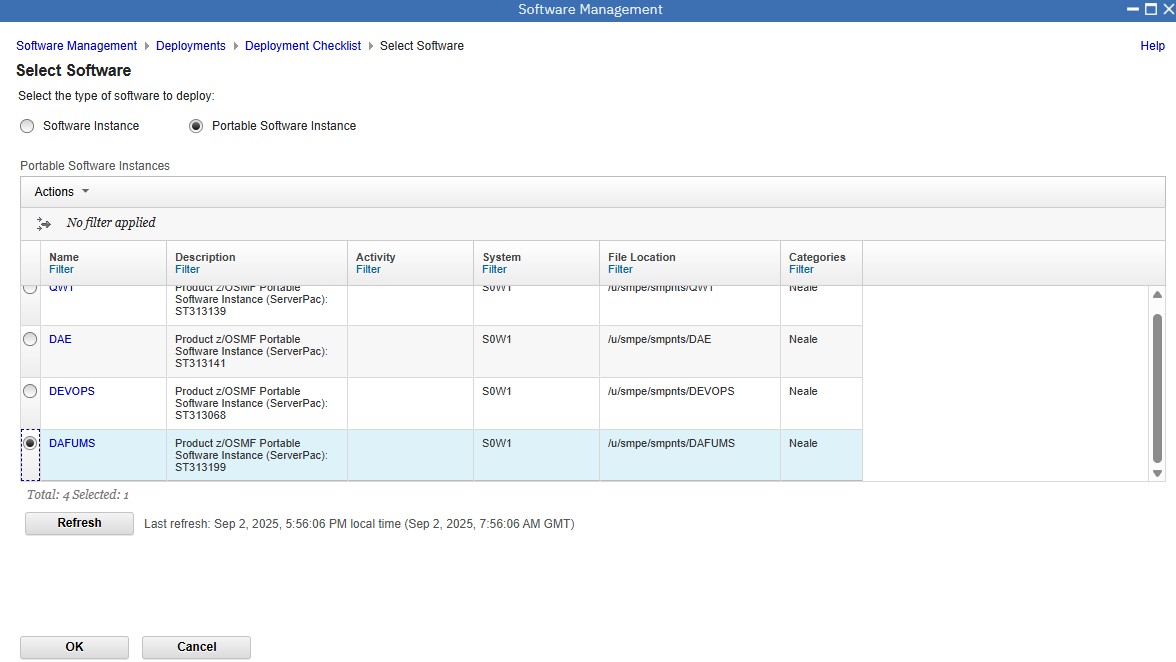 Software Management
Software Management Deployments Deployment Checklist Select Software Help
Select Software
Select the type of software to deploy:
Software Instance Portable Software Instance
Portable Software Instances
Actions
No filter applied
Name Description Activity System File Location Categories
Filter Filter Filter Filter Filter Filter
QW1 Product z/OSMF Portable S0W1 /u/smpe/smpnts/QW1 Neale
Software Instance (ServerPac):
ST313139
DAE Product z/OSMF Portable S0W1 /u/smpe/smpnts/DAE Neale
Software Instance (ServerPac):
ST313141
DEVOPS Product z/OSMF Portable S0W1 /u/smpe/smpnts/DEVOPS Neale
Software Instance (ServerPac):
ST313068
DAFUMS Product z/OSMF Portable S0W1 /u/smpe/smpnts/DAFUMS Neale
Software Instance (ServerPac):
ST313199
Total: 4 Selected: 1
Refresh Last refresh: Sep 2, 2025, 5:56:06 PM local time (Sep 2, 2025, 7:56:06 AM GMT)
OK Cancel